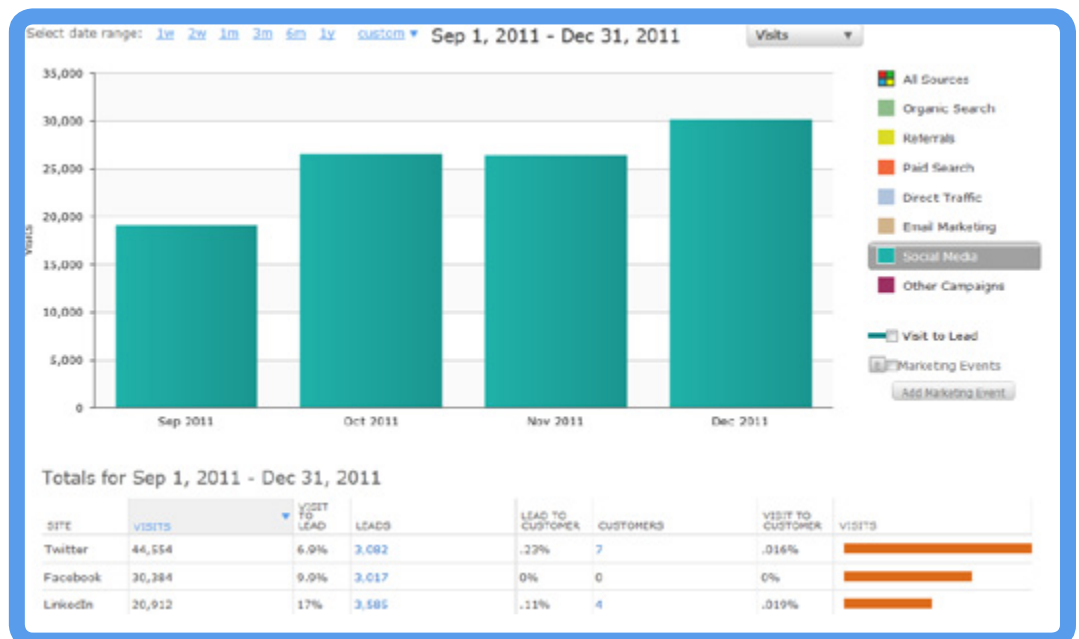 Select date range: 1w 2w 1m 3m 6m 1y custom ▼ Sep 1, 2011 - Dec 31, 2011 Visits ▼
35,000
30,000
25,000
20,000
15,000
10,000
5,000
0
Visits
Sep 2011 Oct 2011 Nov 2011 Dec 2011
All Sources
Organic Search
Referrals
Paid Search
Direct Traffic
Email Marketing
Social Media
Other Campaigns
Visit to Lead
Marketing Events
Add Marketing Event
Totals for Sep 1, 2011 - Dec 31, 2011
SITE VISITS VISIT TO LEAD LEADS LEAD TO CUSTOMER CUSTOMERS VISIT TO CUSTOMER VISITS
Twitter 44,554 6.9% 3,082 .23% 7 .016%
Facebook 30,384 9.9% 3,017 0% 0 0%
LinkedIn 20,912 17% 3,585 .11% 4 .019%